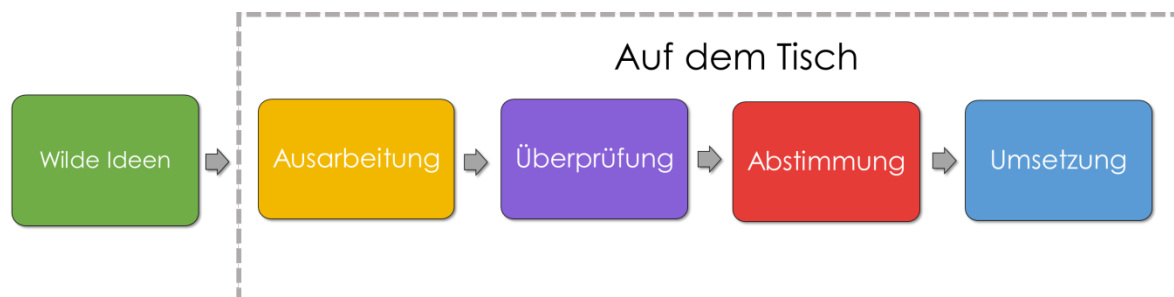 Auf dem Tisch
Wilde Ideen
Ausarbeitung
Überprüfung
Abstimmung
Umsetzung